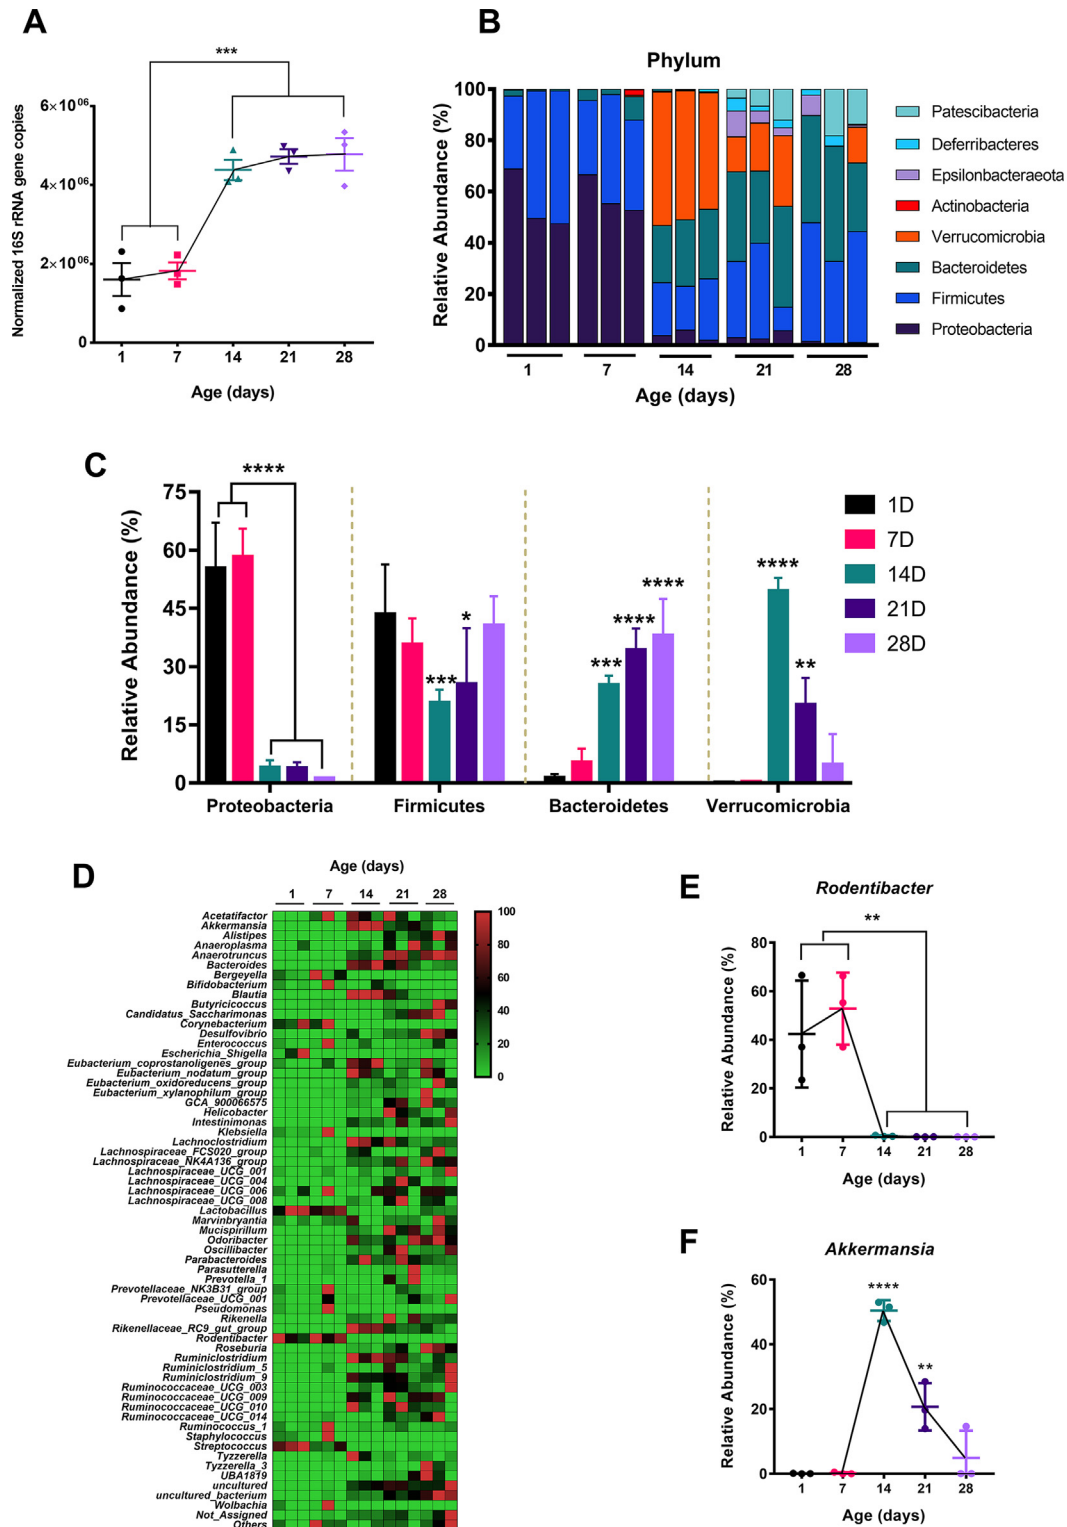 A
***
6×10^06
4×10^06
2×10^06
0
Normalized 16S rRNA gene copies
1 7 14 21 28
Age (days)
B
Phylum
100
80
60
40
20
0
Relative Abundance (%)
1 7 14 21 28
Age (days)
Patescibacteria
Deferribacteres
Epsilonbacteraeota
Actinobacteria
Verrucomicrobia
Bacteroidetes
Firmicutes
Proteobacteria
C
75
60
45
30
15
0
Relative Abundance (%)
****
***
*
***
****
****
****
**
Proteobacteria Firmicutes Bacteroidetes Verrucomicrobia
1D
7D
14D
21D
28D
D
Age (days)
1 7 14 21 28
Acetatifactor
Akkermansia
Alistipes
Anaeroplasma
Anaerotruncus
Bacteroides
Bergeyella
Bifidobacterium
Blautia
Butyricicoccus
Candidatus_Saccharimonas
Corynebacterium
Desulfovibrio
Enterococcus
Escherichia_Shigella
Eubacterium_coprostanoligenes_group
Eubacterium_nodatum_group
Eubacterium_oxidoreducens_group
Eubacterium_xylanophilum_group
GCA_900066575
Helicobacter
Intestinimonas
Klebsiella
Lachnoclostridium
Lachnospiraceae_FCS020_group
Lachnospiraceae_NK4A136_group
Lachnospiraceae_UCG_001
Lachnospiraceae_UCG_004
Lachnospiraceae_UCG_006
Lachnospiraceae_UCG_008
Lactobacillus
Marvinbryantia
Mucispirillum
Odoribacter
Oscillibacter
Parabacteroides
Parasutterella
Prevotella_1
Prevotellaceae_NK3B31_group
Prevotellaceae_UCG_001
Pseudomonas
Rikenella
Rikenellaceae_RC9_gut_group
Rodentibacter
Roseburia
Ruminiclostridium
Ruminiclostridium_5
Ruminiclostridium_9
Ruminococcaceae_UCG_003
Ruminococcaceae_UCG_009
Ruminococcaceae_UCG_010
Ruminococcaceae_UCG_014
Ruminococcus_1
Staphylococcus
Streptococcus
Tyzzerella
Tyzzerella_3
UBA1819
uncultured
uncultured_bacterium
Wolbachia
Not_Assigned
Others
100
80
60
40
20
0
E
Rodentibacter
**
80
60
40
20
0
Relative Abundance (%)
1 7 14 21 28
Age (days)
F
Akkermansia
60
40
20
0
Relative Abundance (%)
****
**
1 7 14 21 28
Age (days)